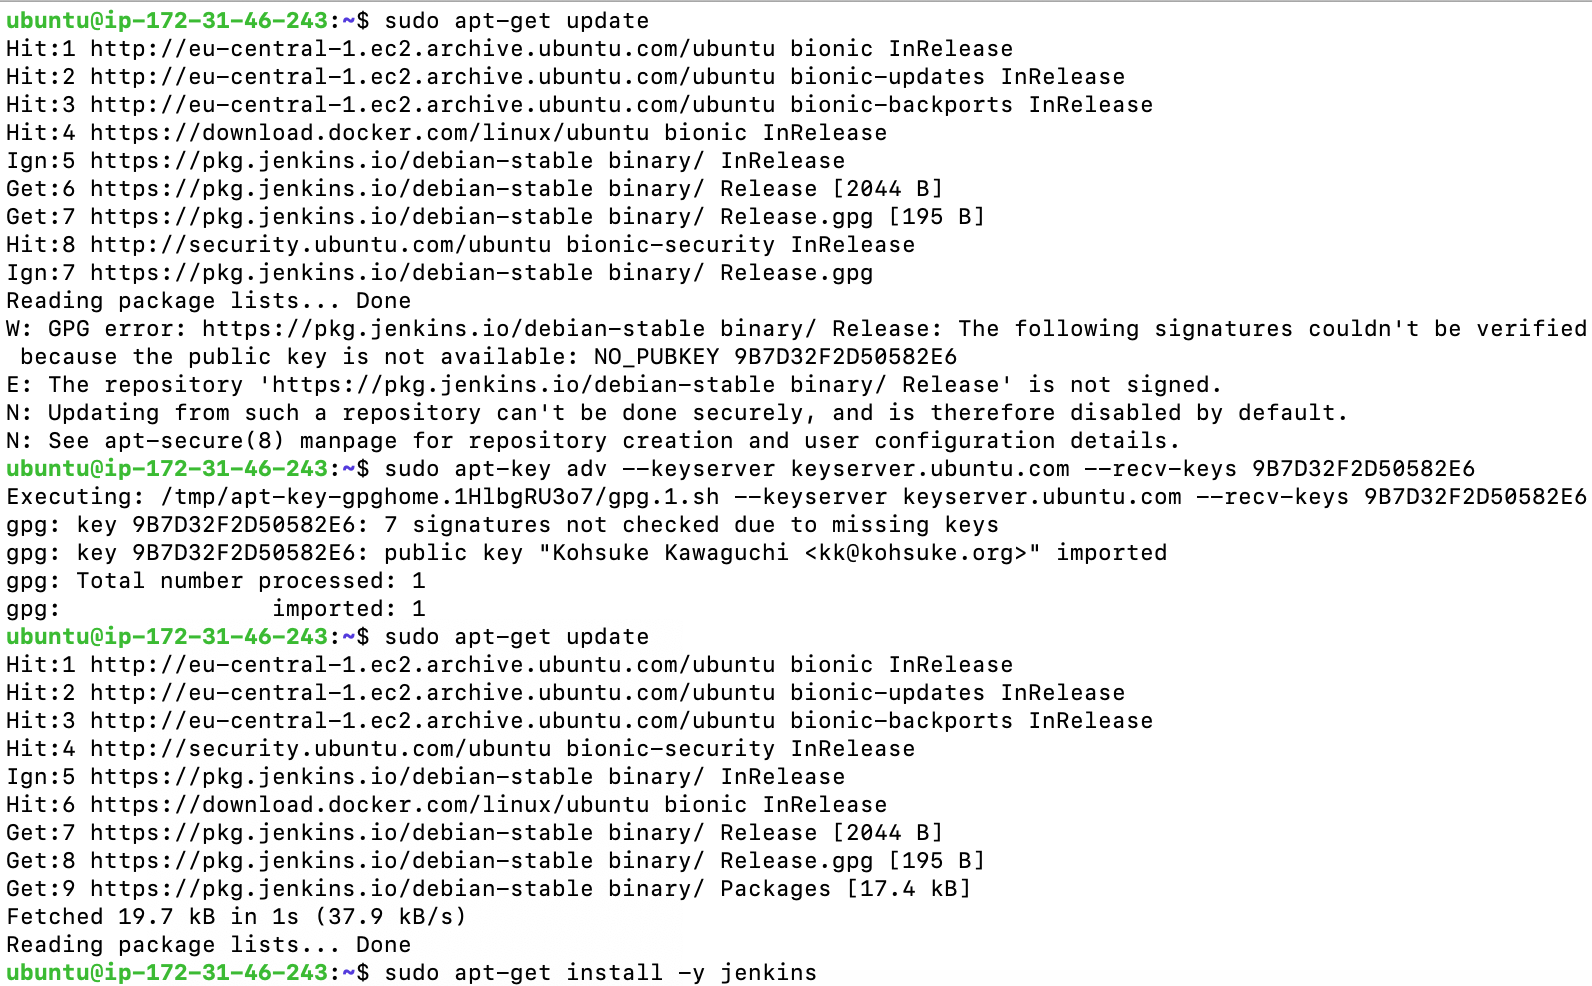 ubuntu@ip-172-31-46-243:~$ sudo apt-get update
Hit:1 http://eu-central-1.ec2.archive.ubuntu.com/ubuntu bionic InRelease
Hit:2 http://eu-central-1.ec2.archive.ubuntu.com/ubuntu bionic-updates InRelease
Hit:3 http://eu-central-1.ec2.archive.ubuntu.com/ubuntu bionic-backports InRelease
Hit:4 https://download.docker.com/linux/ubuntu bionic InRelease
Ign:5 https://pkg.jenkins.io/debian-stable binary/ InRelease
Get:6 https://pkg.jenkins.io/debian-stable binary/ Release [2044 B]
Get:7 https://pkg.jenkins.io/debian-stable binary/ Release.gpg [195 B]
Hit:8 http://security.ubuntu.com/ubuntu bionic-security InRelease
Ign:7 https://pkg.jenkins.io/debian-stable binary/ Release.gpg
Reading package lists... Done
W: GPG error: https://pkg.jenkins.io/debian-stable binary/ Release: The following signatures couldn't be verified
 because the public key is not available: NO_PUBKEY 9B7D32F2D50582E6
E: The repository 'https://pkg.jenkins.io/debian-stable binary/ Release' is not signed.
N: Updating from such a repository can't be done securely, and is therefore disabled by default.
N: See apt-secure(8) manpage for repository creation and user configuration details.
ubuntu@ip-172-31-46-243:~$ sudo apt-key adv --keyserver keyserver.ubuntu.com --recv-keys 9B7D32F2D50582E6
Executing: /tmp/apt-key-gpghome.1HlbgRU3o7/gpg.1.sh --keyserver keyserver.ubuntu.com --recv-keys 9B7D32F2D50582E6
gpg: key 9B7D32F2D50582E6: 7 signatures not checked due to missing keys
gpg: key 9B7D32F2D50582E6: public key "Kohsuke Kawaguchi <kk@kohsuke.org>" imported
gpg: Total number processed: 1
gpg:               imported: 1
ubuntu@ip-172-31-46-243:~$ sudo apt-get update
Hit:1 http://eu-central-1.ec2.archive.ubuntu.com/ubuntu bionic InRelease
Hit:2 http://eu-central-1.ec2.archive.ubuntu.com/ubuntu bionic-updates InRelease
Hit:3 http://eu-central-1.ec2.archive.ubuntu.com/ubuntu bionic-backports InRelease
Hit:4 http://security.ubuntu.com/ubuntu bionic-security InRelease
Ign:5 https://pkg.jenkins.io/debian-stable binary/ InRelease
Hit:6 https://download.docker.com/linux/ubuntu bionic InRelease
Get:7 https://pkg.jenkins.io/debian-stable binary/ Release [2044 B]
Get:8 https://pkg.jenkins.io/debian-stable binary/ Release.gpg [195 B]
Get:9 https://pkg.jenkins.io/debian-stable binary/ Packages [17.4 kB]
Fetched 19.7 kB in 1s (37.9 kB/s)
Reading package lists... Done
ubuntu@ip-172-31-46-243:~$ sudo apt-get install -y jenkins